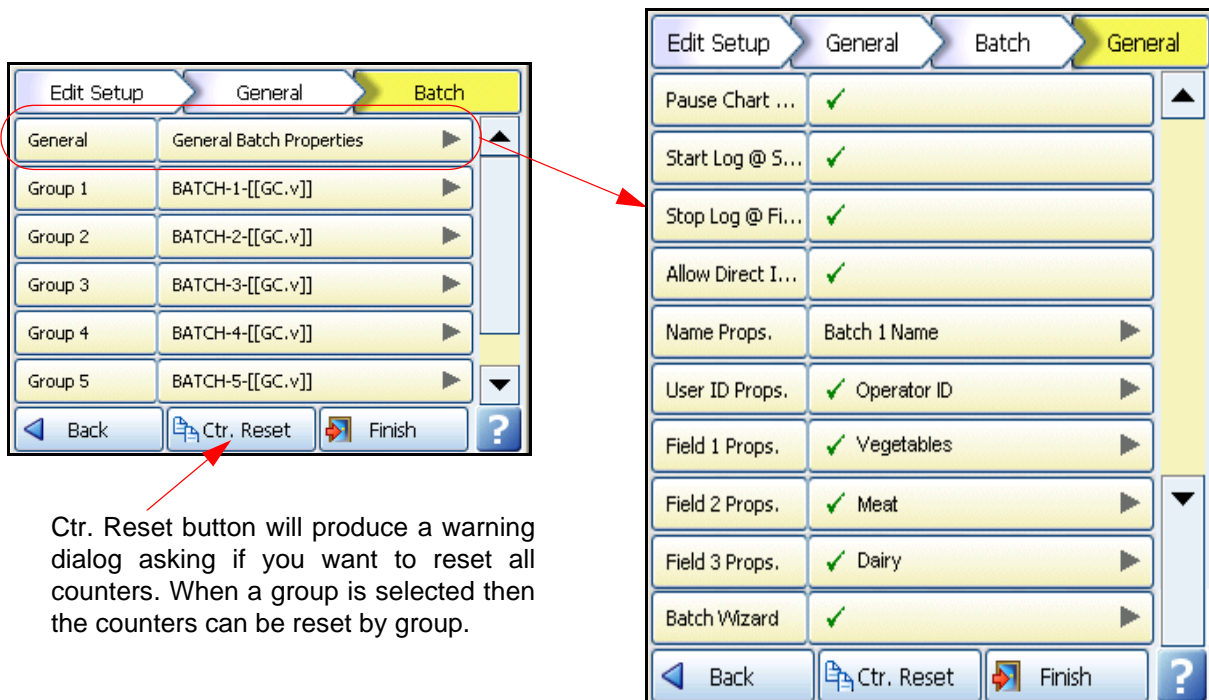 Edit Setup General Batch
General General Batch Properties
Group 1 BATCH-1-[[GC.v]]
Group 2 BATCH-2-[[GC.v]]
Group 3 BATCH-3-[[GC.v]]
Group 4 BATCH-4-[[GC.v]]
Group 5 BATCH-5-[[GC.v]]
Back Ctr. Reset Finish ?
Ctr. Reset button will produce a warning
dialog asking if you want to reset all
counters. When a group is selected then
the counters can be reset by group.
Edit Setup General Batch General
Pause Chart ...
Start Log @ S...
Stop Log @ Fi...
Allow Direct I...
Name Props. Batch 1 Name
User ID Props. ✓ Operator ID
Field 1 Props. ✓ Vegetables
Field 2 Props. ✓ Meat
Field 3 Props. ✓ Dairy
Batch Wizard ✓
Back Ctr. Reset Finish ?